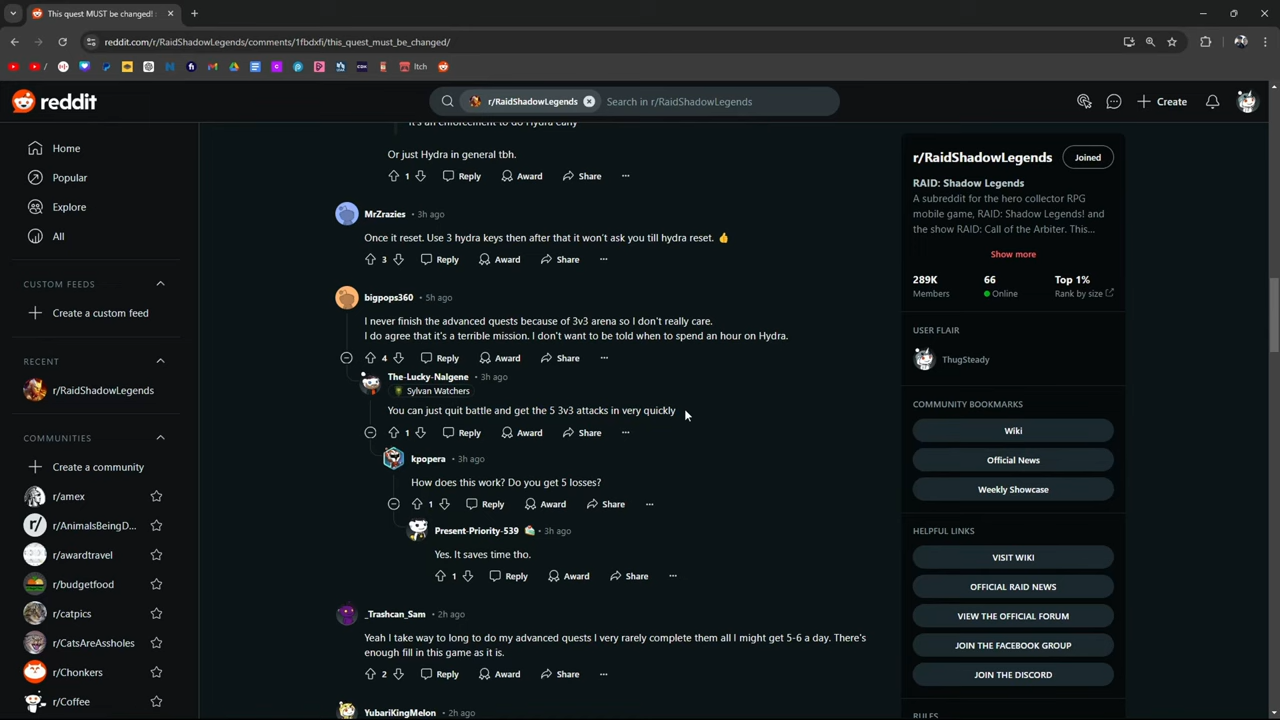 This quest MUST be changed! :
reddit.com/r/RaidShadowLegends/comments/1fbdxfi/this_quest_must_be_changed/
Itch
reddit
r/RaidShadowLegends
Search in r/RaidShadowLegends
Create
Home
Popular
Explore
All
CUSTOM FEEDS
Create a custom feed
RECENT
r/RaidShadowLegends
COMMUNITIES
Create a community
r/amex
r/AnimalsBeingD...
r/awardtravel
r/budgetfood
r/catpics
r/CatsAreAssholes
r/Chonkers
r/Coffee
Or just Hydra in general tbh.
1 Reply Award Share
MrZrazies • 3h ago
Once it reset. Use 3 hydra keys then after that it won't ask you till hydra reset. 👍
3 Reply Award Share
bigpops360 • 5h ago
I never finish the advanced quests because of 3v3 arena so I don't really care.
I do agree that it's a terrible mission. I don't want to be told when to spend an hour on Hydra.
4 Reply Award Share
The-Lucky-Nalgene • 3h ago
Sylvan Watchers
You can just quit battle and get the 5 3v3 attacks in very quickly
1 Reply Award Share
kpopera • 3h ago
How does this work? Do you get 5 losses?
1 Reply Award Share
Present-Priority-539 • 3h ago
Yes. It saves time tho.
1 Reply Award Share
_Trashcan_Sam • 2h ago
Yeah I take way to long to do my advanced quests I very rarely complete them all I might get 5-6 a day. There's
enough fill in this game as it is.
2 Reply Award Share
YubariKingMelon • 2h ago
r/RaidShadowLegends
Joined
RAID: Shadow Legends
A subreddit for the hero collector RPG
mobile game, RAID: Shadow Legends! and
the show RAID: Call of the Arbiter. This...
Show more
289K 66 Top 1%
Members Online Rank by size
USER FLAIR
ThugSteady
COMMUNITY BOOKMARKS
Wiki
Official News
Weekly Showcase
HELPFUL LINKS
VISIT WIKI
OFFICIAL RAID NEWS
VIEW THE OFFICIAL FORUM
JOIN THE FACEBOOK GROUP
JOIN THE DISCORD
RULES